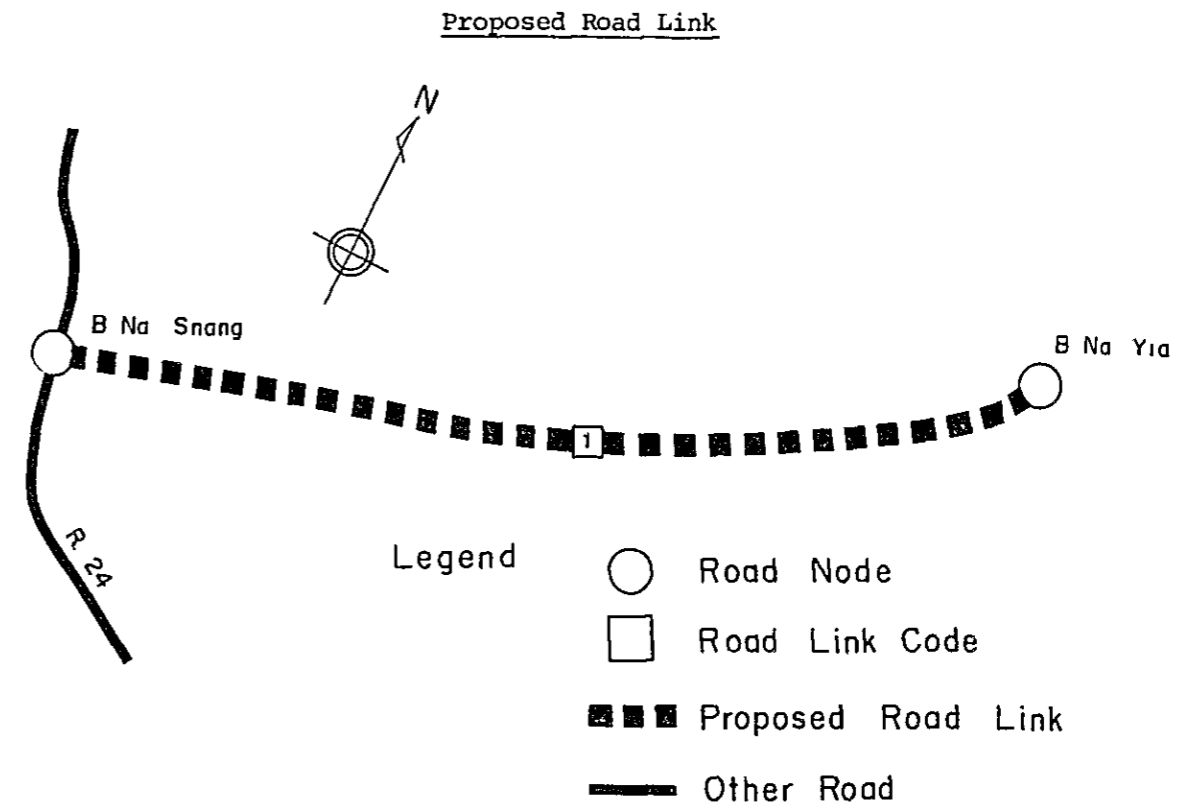 Proposed Road Link
N
B Na Snang
B Na Yia
1
R 24
Legend
Road Node
Road Link Code
Proposed Road Link
Other Road